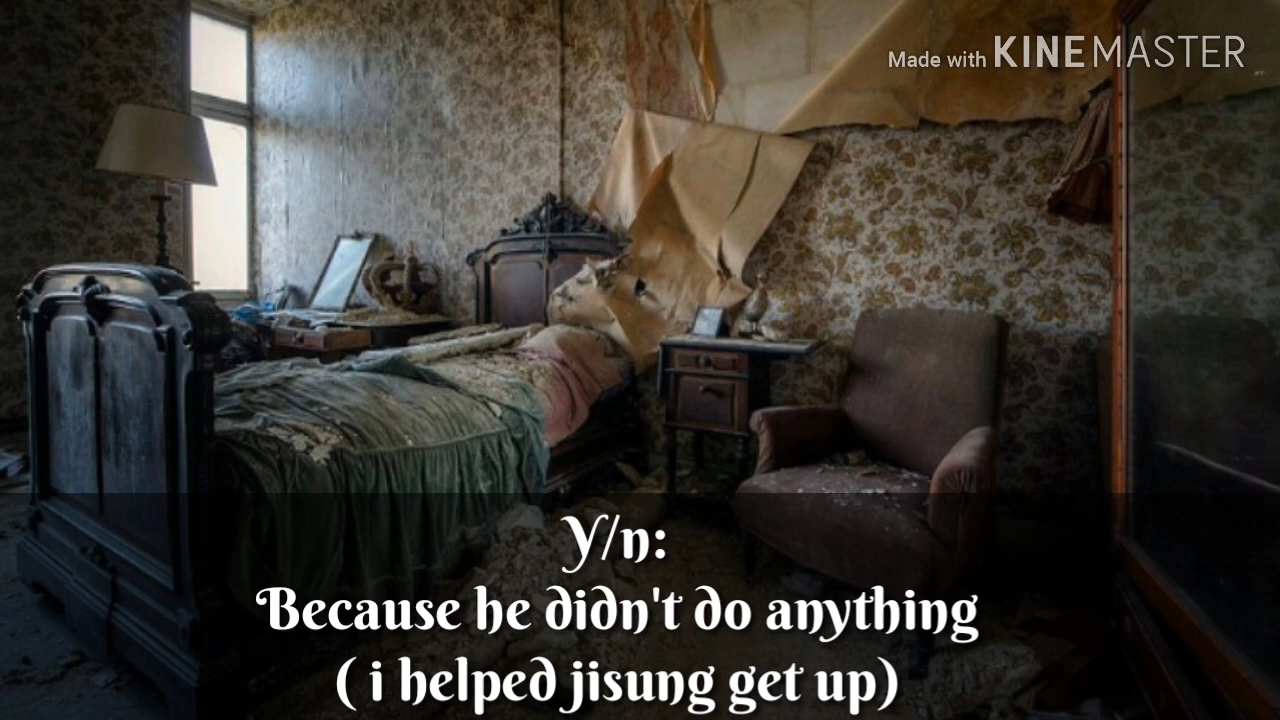 Made with KINEMASTER
Y/n:
Because he didn't do anything
( i helped jisung get up)